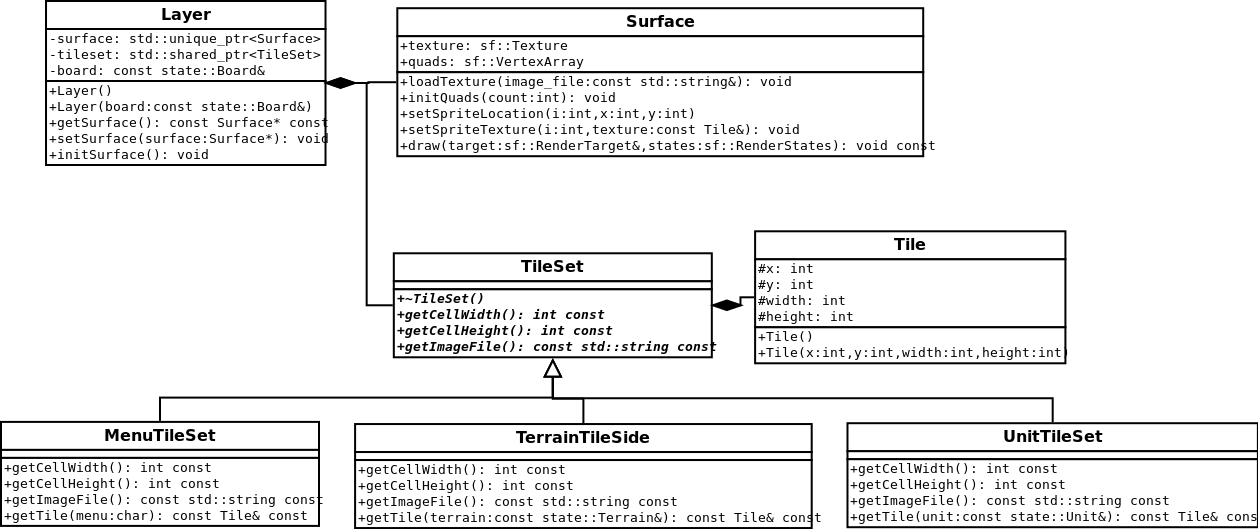 Layer
-surface: std::unique_ptr<Surface>
-tileset: std::shared_ptr<TileSet>
-board: const state::Board&
+Layer()
+Layer(board:const state::Board&)
+getSurface(): const Surface* const
+setSurface(surface:Surface*): void
+initSurface(): void
Surface
+texture: sf::Texture
+quads: sf::VertexArray
+loadTexture(image_file:const std::string&): void
+initQuads(count:int): void
+setSpriteLocation(i:int,x:int,y:int)
+setSpriteTexture(i:int,texture:const Tile&): void
+draw(target:sf::RenderTarget&,states:sf::RenderStates): void const
TileSet
+~TileSet()
+getCellWidth(): int const
+getCellHeight(): int const
+getImageFile(): const std::string const
Tile
#x: int
#y: int
#width: int
#height: int
+Tile()
+Tile(x:int,y:int,width:int,height:int)
MenuTileSet
+getCellWidth(): int const
+getCellHeight(): int const
+getImageFile(): const std::string const
+getTile(menu:char): const Tile& const
TerrainTileSide
+getCellWidth(): int const
+getCellHeight(): int const
+getImageFile(): const std::string const
+getTile(terrain:const state::Terrain&): const Tile& const
UnitTileSet
+getCellWidth(): int const
+getCellHeight(): int const
+getImageFile(): const std::string const
+getTile(unit:const state::Unit&): const Tile& const